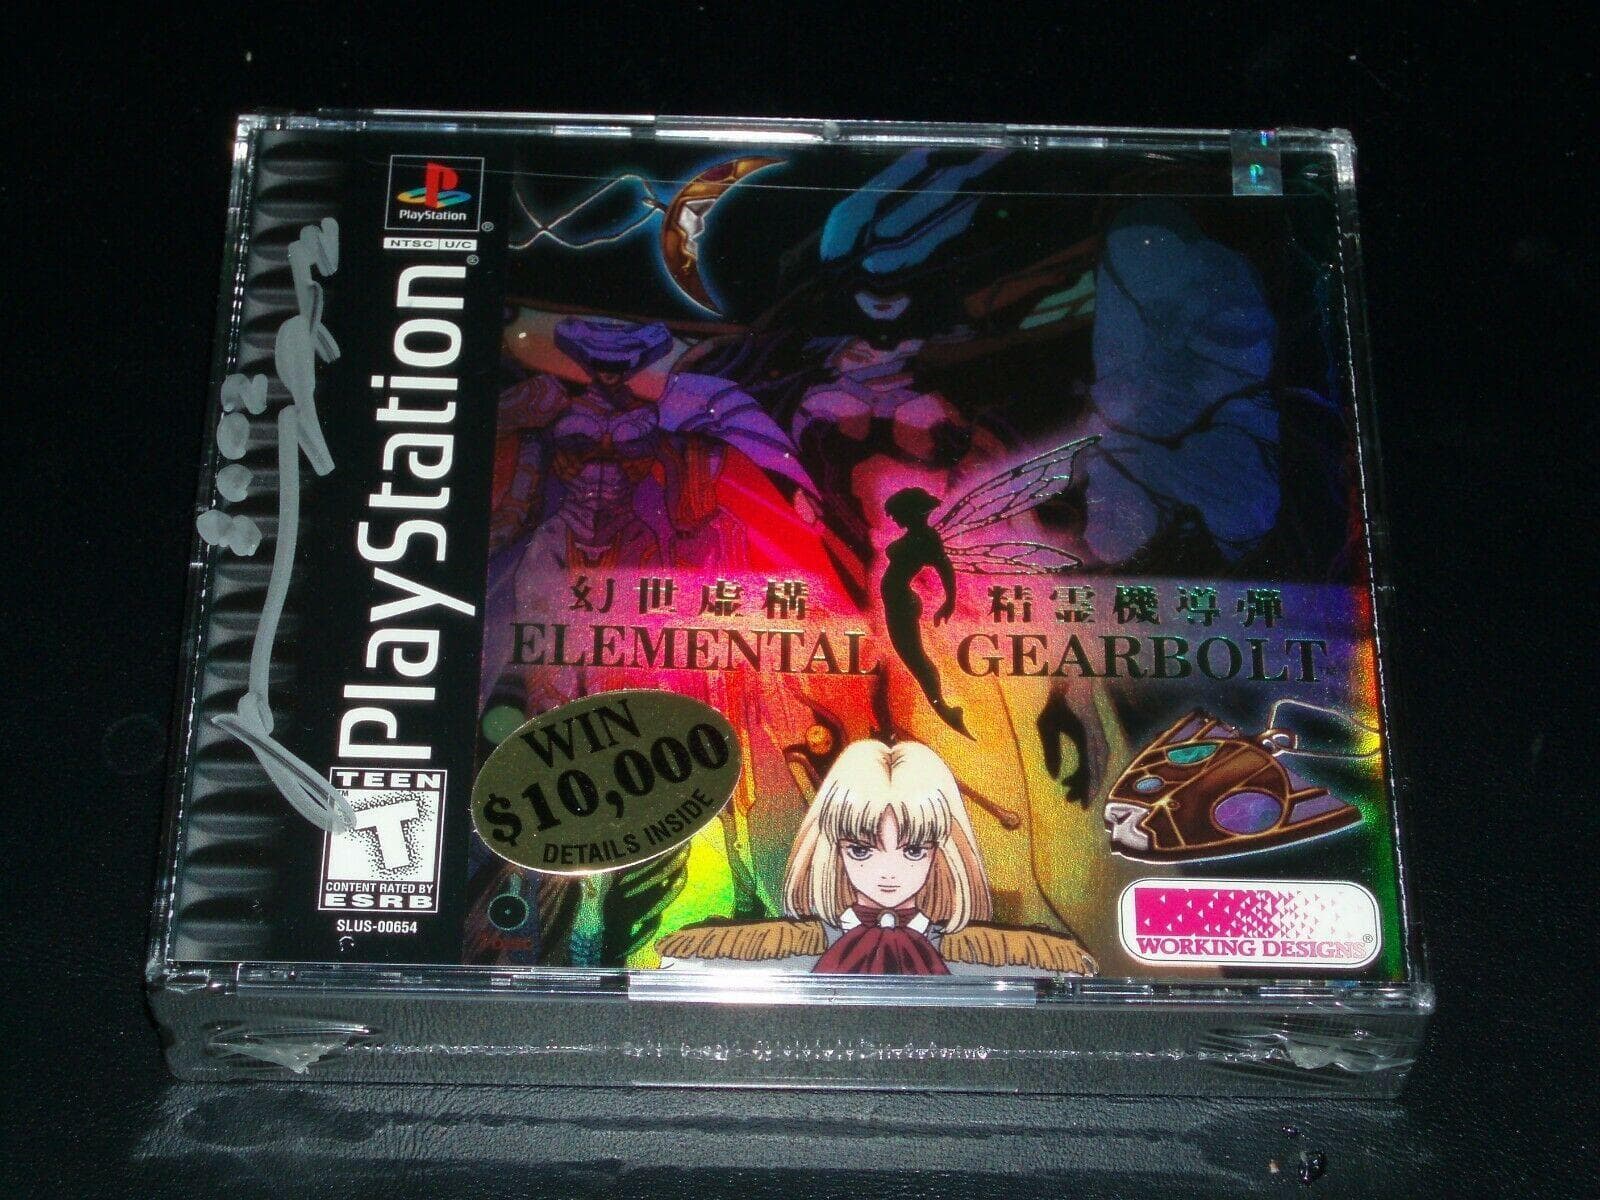 PlayStation
NTSC U/C
PlayStation
TEEN
T
CONTENT RATED BY
ESRB
SLUS-00654
幻世虚構
精霊機導弾
ELEMENTAL
GEARBOLT™
WIN
$10,000
DETAILS INSIDE
WORKING DESIGNS®